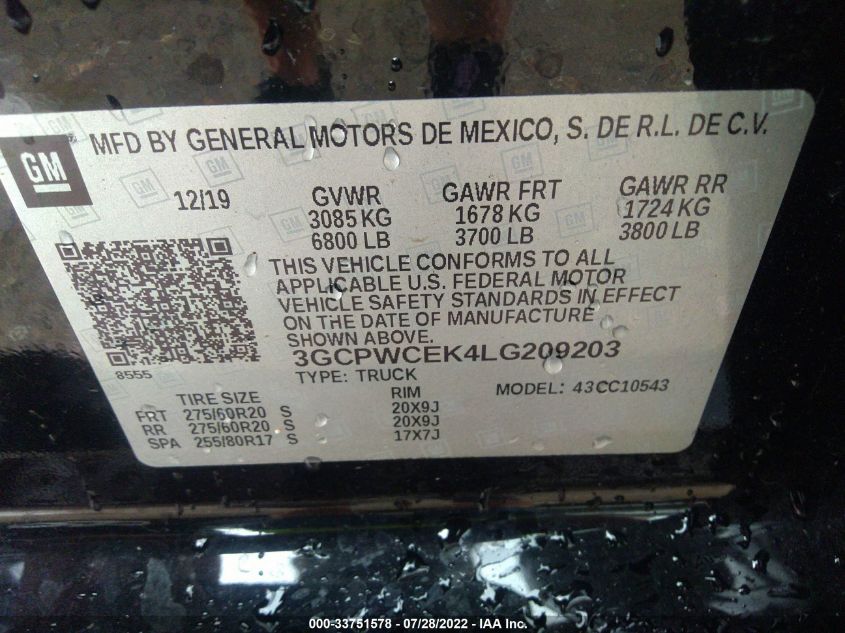 MFD BY GENERAL MOTORS DE MEXICO, S. DE R.L. DE C.V.
GM
12/19
GVWR GAWR FRT GAWR RR
3085 KG 1678 KG 1724 KG
6800 LB 3700 LB 3800 LB
THIS VEHICLE CONFORMS TO ALL
APPLICABLE U.S. FEDERAL MOTOR
VEHICLE SAFETY STANDARDS IN EFFECT
ON THE DATE OF MANUFACTURE
SHOWN ABOVE.
3GCPWCEK4LG209203
8555
TYPE: TRUCK MODEL: 43CC10543
TIRE SIZE RIM
FRT 275/60R20 S 20X9J
RR 275/60R20 S 20X9J
SPA 255/80R17 S 17X7J
000-33751578 - 07/28/2022 - IAA Inc.